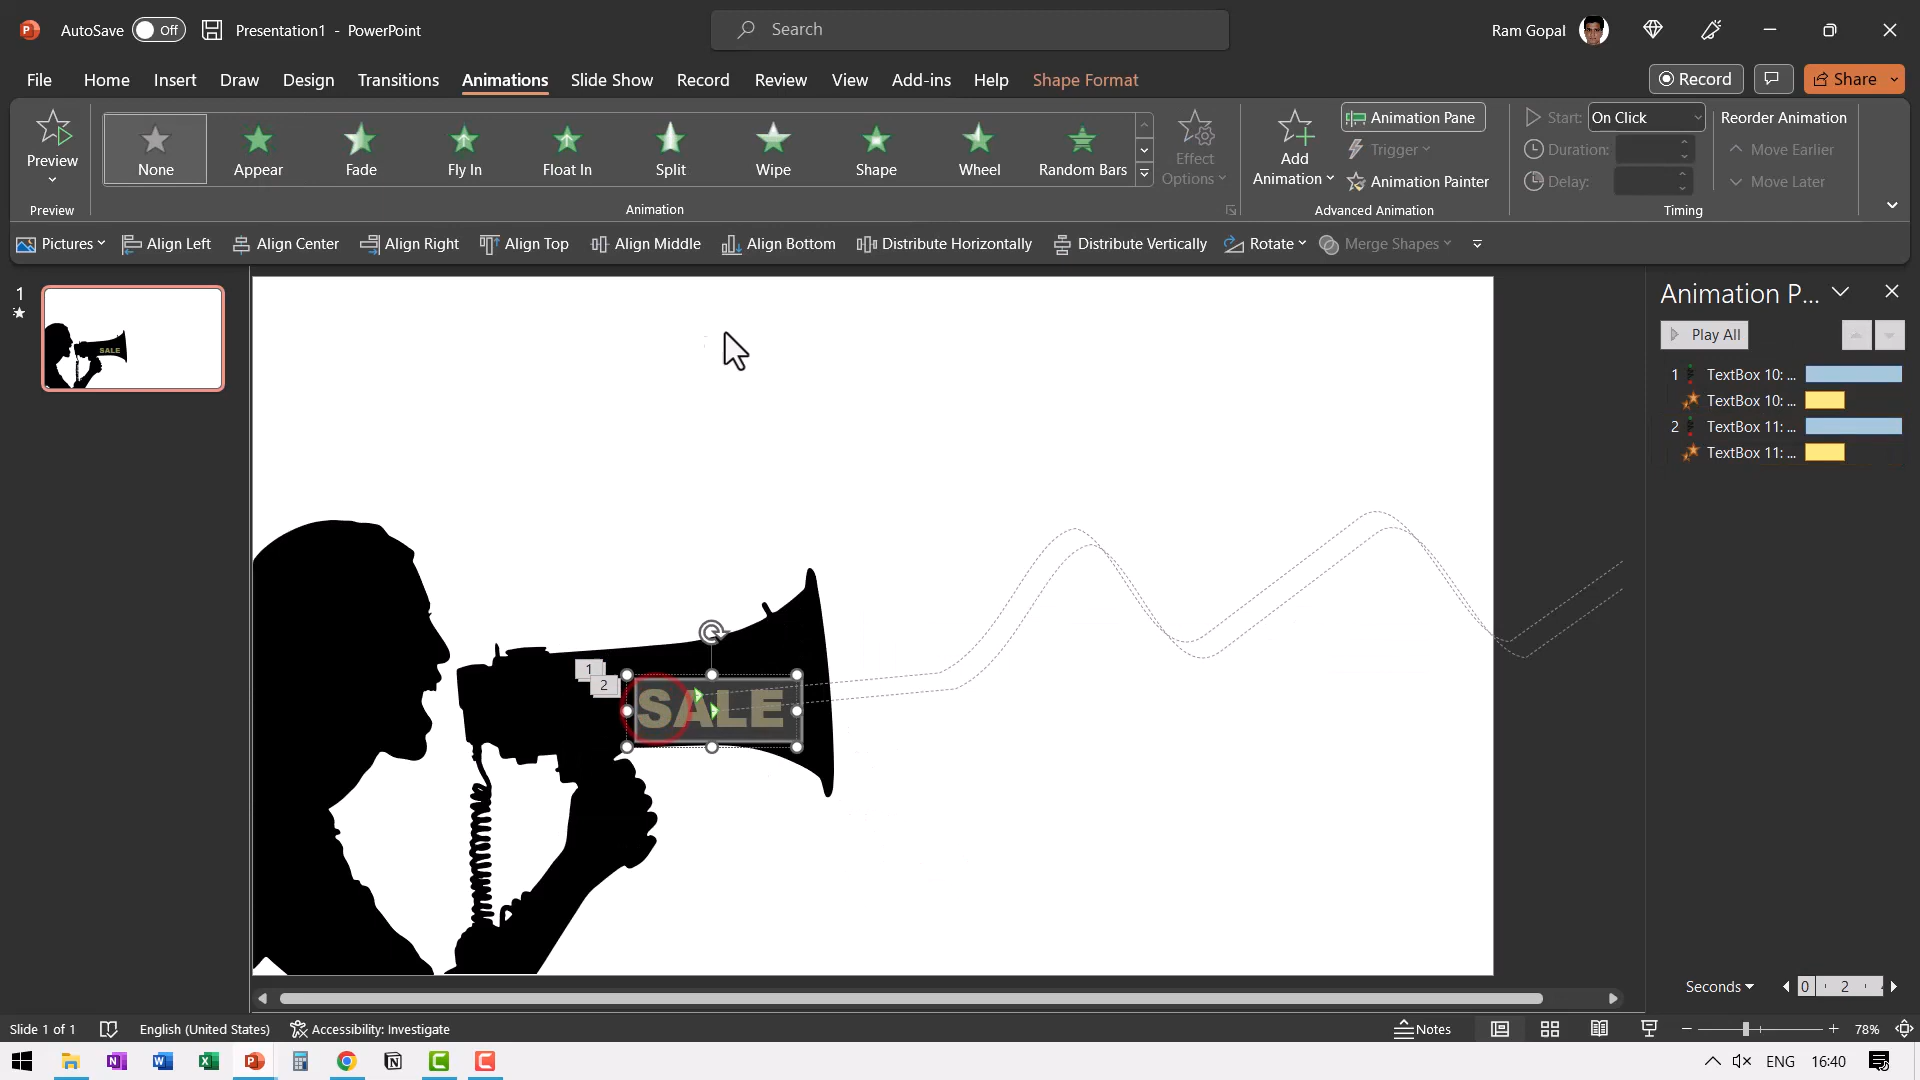 AutoSave Off Presentation1 - PowerPoint Search Ram Gopal
File Home Insert Draw Design Transitions Animations Slide Show Record Review View Add-ins Help Shape Format Record Share
Preview
None Appear Fade Fly In Float In Split Wipe Shape Wheel Random Bars
Effect Options
Add Animation
Animation Pane
Trigger
Animation Painter
Start: On Click
Duration:
Delay:
Reorder Animation
Move Earlier
Move Later
Preview Animation Advanced Animation Timing
Pictures Align Left Align Center Align Right Align Top Align Middle Align Bottom Distribute Horizontally Distribute Vertically Rotate Merge Shapes
1
SALE
Animation P...
Play All
1 TextBox 10: ...
TextBox 10: ...
2 TextBox 11: ...
TextBox 11: ...
1
2
SALE
Seconds 0 2
Slide 1 of 1 English (United States) Accessibility: Investigate Notes 78%
ENG 16:40